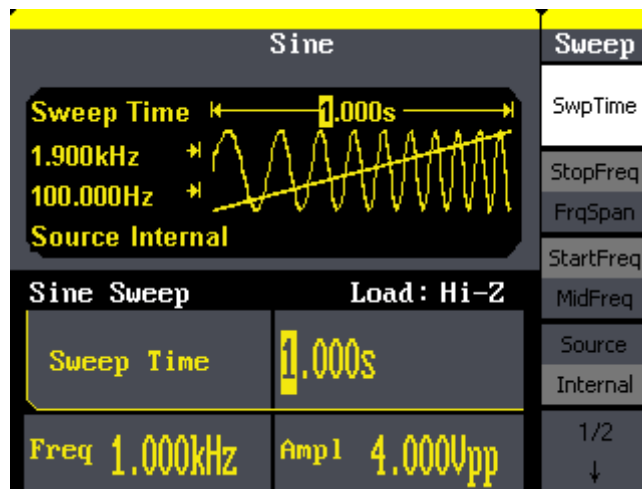 Sine
Sweep
Sweep Time 1.000s
1.900kHz
100.000Hz
Source Internal
Sine Sweep Load: Hi-Z
Sweep Time 1.000s
Freq 1.000kHz Ampl 4.000Vpp
SwpTime
StopFreq
FrqSpan
StartFreq
MidFreq
Source
Internal
1/2
↓